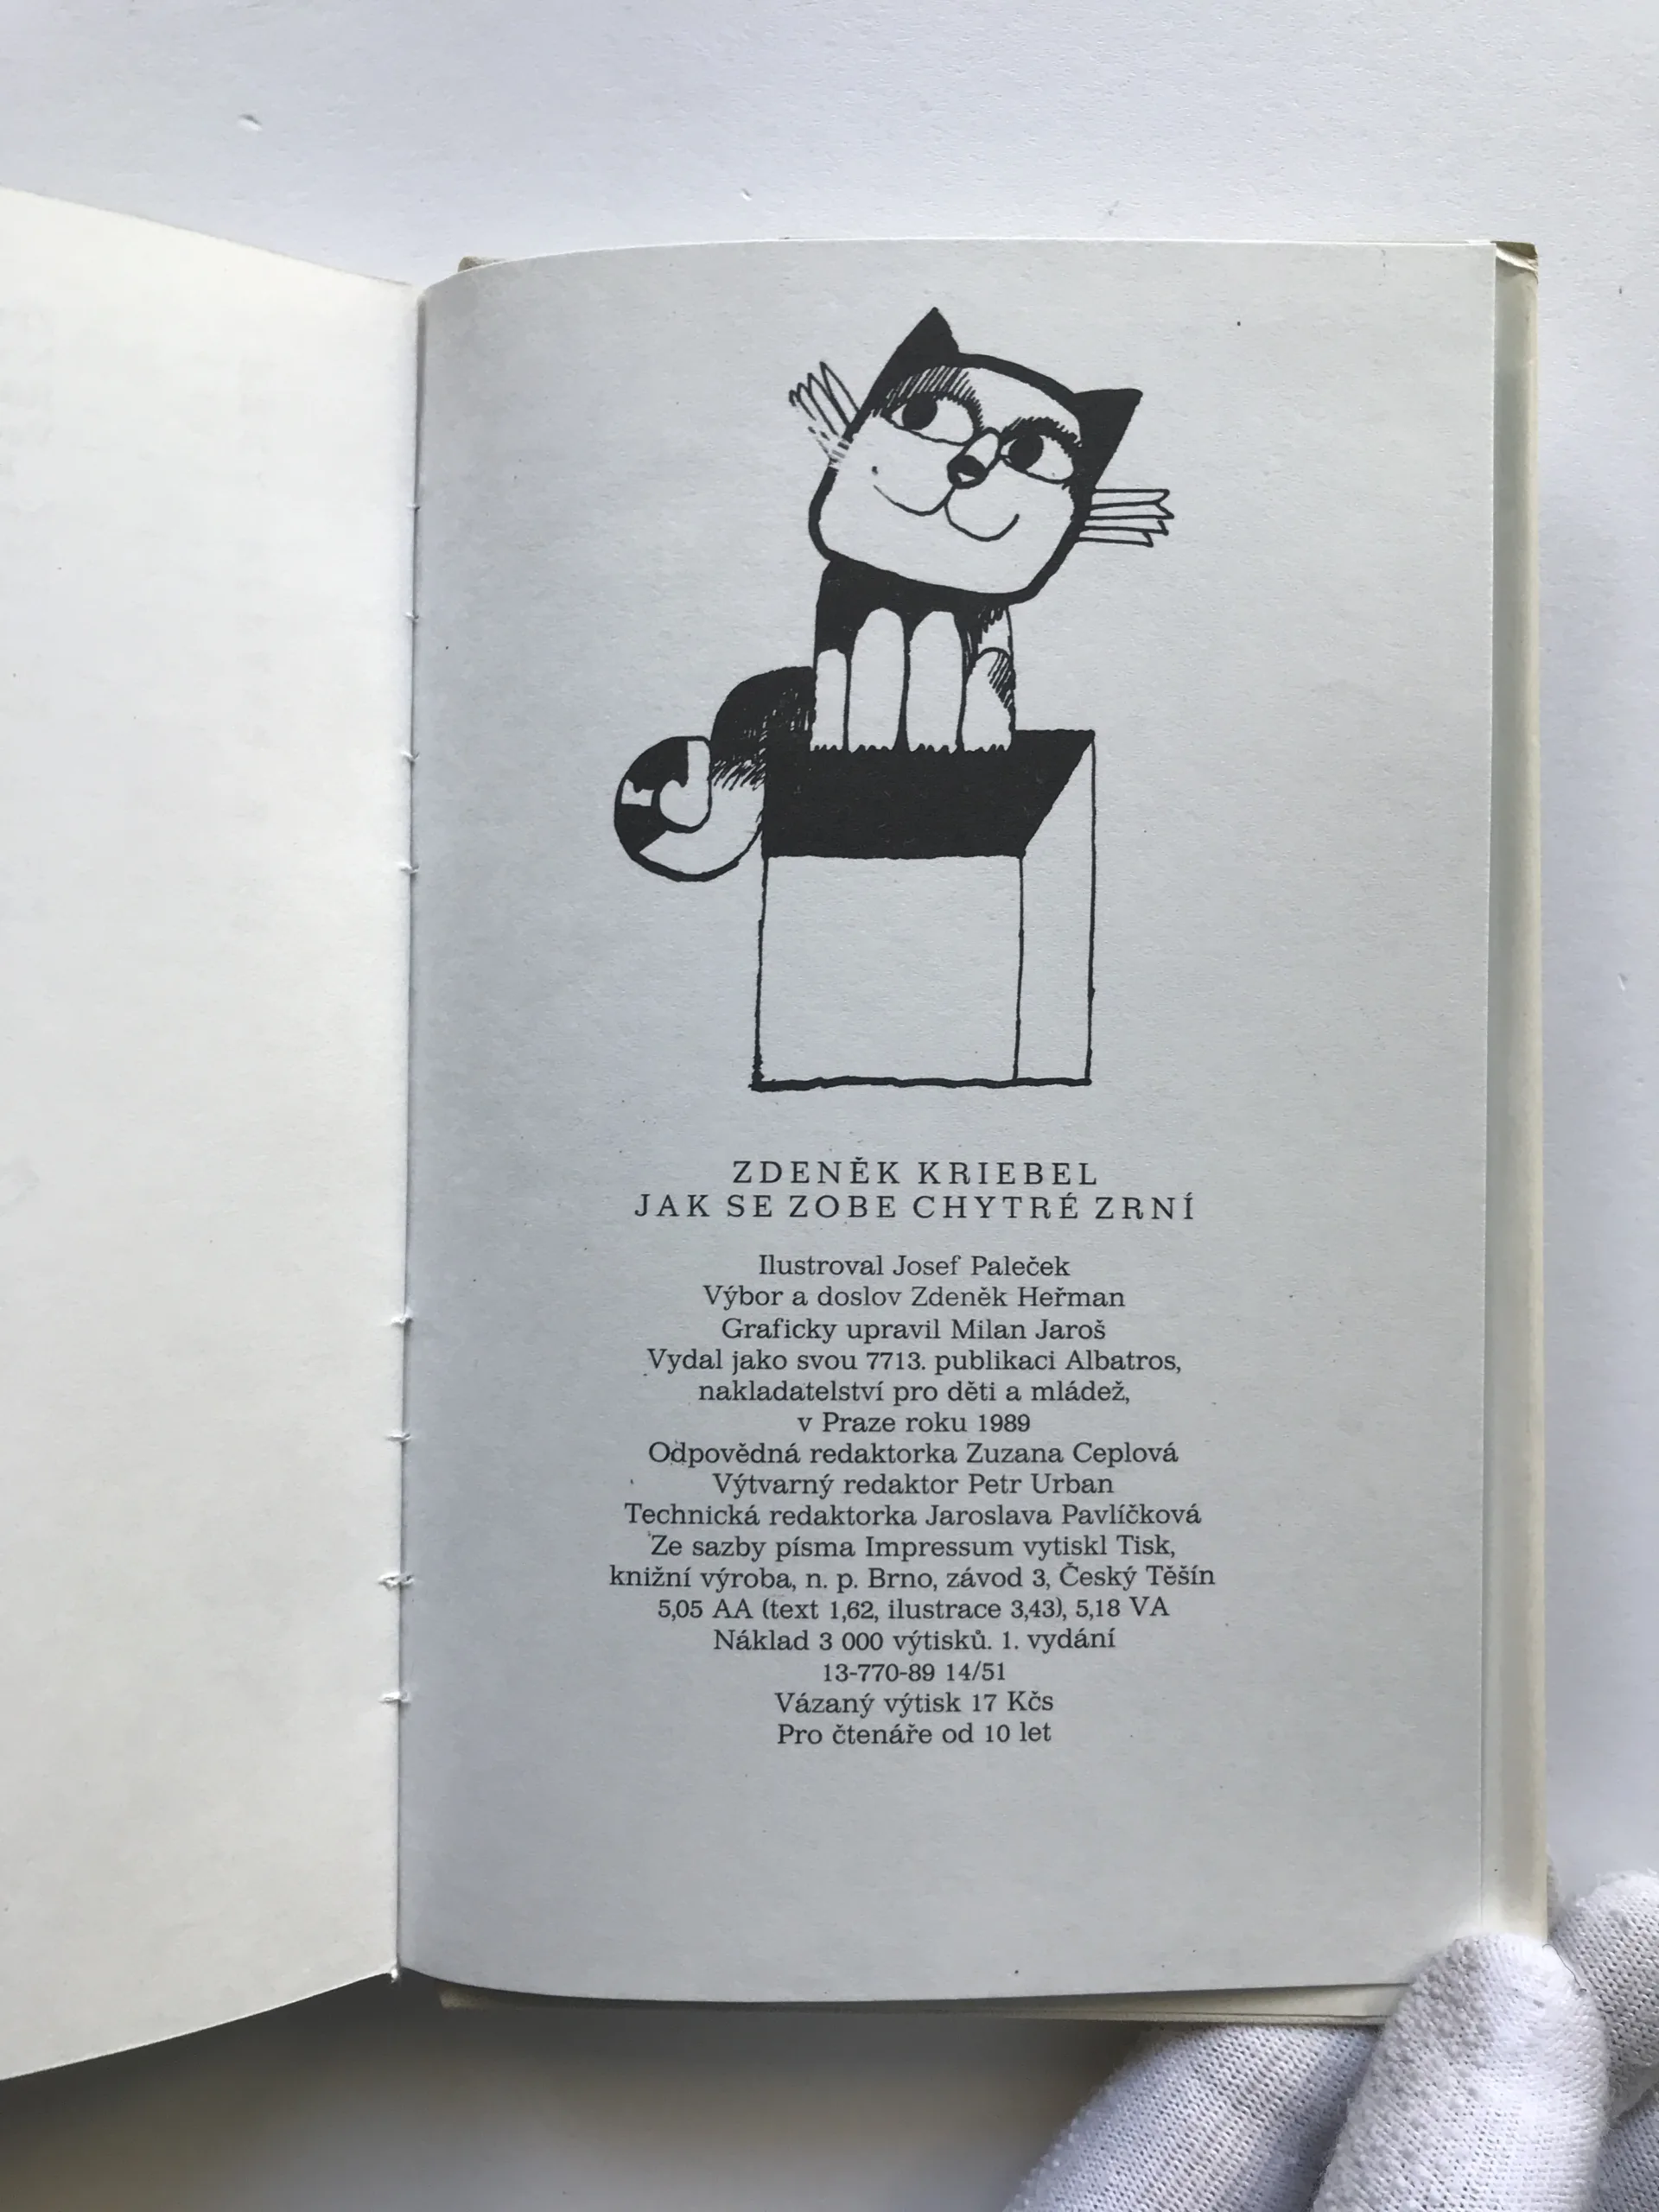 ZDENĚK KRIEBEL
JAK SE ZOBE CHYTRÉ ZRNÍ
Ilustroval Josef Paleček
Výbor a doslov Zdeněk Heřman
Graficky upravil Milan Jaroš
Vydal jako svou 7713. publikaci Albatros,
nakladatelství pro děti a mládež,
v Praze roku 1989
Odpovědná redaktorka Zuzana Ceplová
Výtvarný redaktor Petr Urban
Technická redaktorka Jaroslava Pavlíčková
Ze sazby písma Impressum vytiskl Tisk,
knižní výroba, n. p. Brno, závod 3, Český Těšín
5,05 AA (text 1,62, ilustrace 3,43), 5,18 VA
Náklad 3 000 výtisků. 1. vydání
13-770-89 14/51
Vázaný výtisk 17 Kčs
Pro čtenáře od 10 let